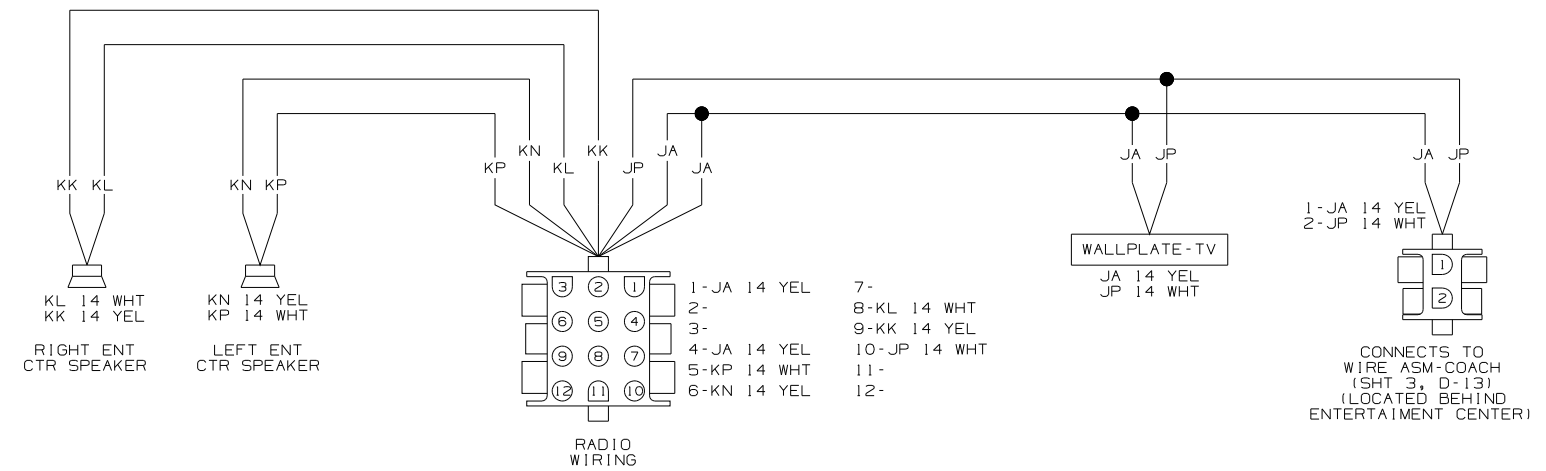 KK
KN
JA
JA
JP
JA
JP
KP
KL
JP
JA
KK
KL
KN
KP
1-JA 14 YEL
2-JP 14 WHT
WALLPLATE-TV
JA 14 YEL
JP 14 WHT
1
2
KL 14 WHT
KK 14 YEL
RIGHT ENT
CTR SPEAKER
KN 14 YEL
KP 14 WHT
LEFT ENT
CTR SPEAKER
3 2 1
6 5 4
9 8 7
12 11 10
1-JA 14 YEL
2-
3-
4-JA 14 YEL
5-KP 14 WHT
6-KN 14 YEL
7-
8-KL 14 WHT
9-KK 14 YEL
10-JP 14 WHT
11-
12-
RADIO
WIRING
CONNECTS TO
WIRE ASM-COACH
(SHT 3, D-13)
(LOCATED BEHIND
ENTERTAIMENT CENTER)